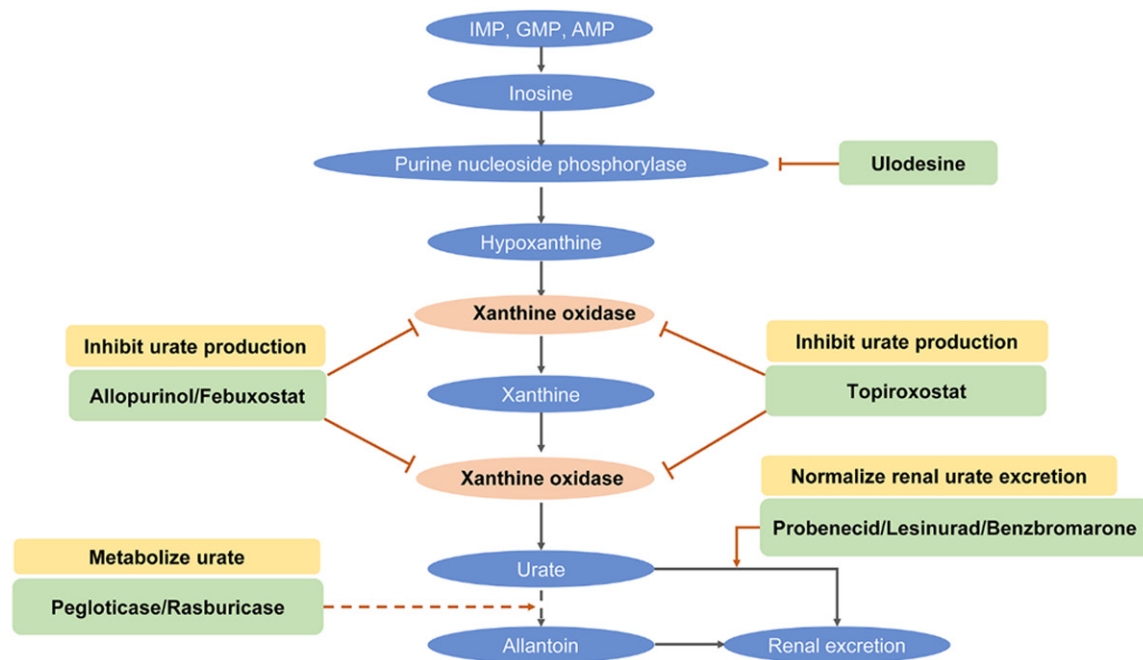 IMP, GMP, AMP
Inosine
Purine nucleoside phosphorylase
Ulodesine
Hypoxanthine
Xanthine oxidase
Inhibit urate production
Allopurinol/Febuxostat
Inhibit urate production
Topiroxostat
Xanthine
Xanthine oxidase
Normalize renal urate excretion
Probenecid/Lesinurad/Benzbromarone
Metabolize urate
Pegloticase/Rasburicase
Urate
Allantoin
Renal excretion